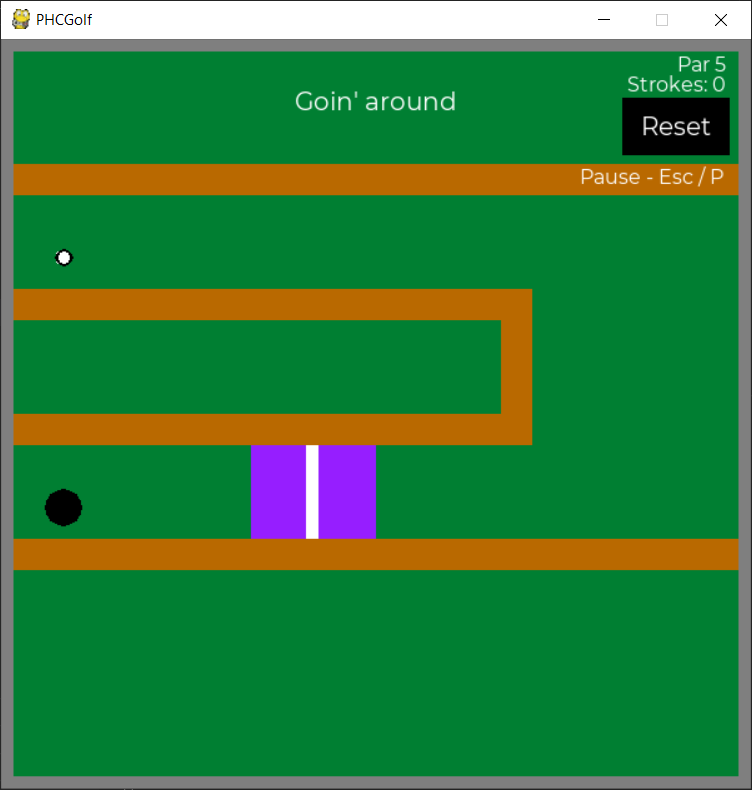 PHCGolf
Par 5
Strokes: 0
Goin' around
Reset
Pause - Esc / P